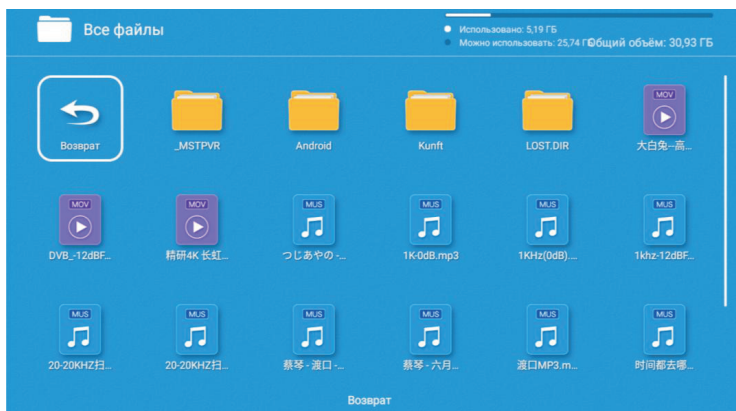 Все файлы
Использовано: 5,19 ГБ
Можно использовать: 25,74 ГБ
Общий объём: 30,93 ГБ
Возврат
_MSTPVR
Android
Kunft
LOST.DIR
MOV
大白兔--高...
MOV
DVB_-12dBF...
MOV
精研4K 长虹...
MUS
つじあやの -...
MUS
1K-0dB.mp3
MUS
1KHz(0dB)....
MUS
1khz-12dBF...
MUS
20-20KHZ扫...
MUS
20-20KHZ扫...
MUS
蔡琴 - 渡口 -...
MUS
蔡琴 - 六月...
MUS
渡口MP3.m...
MUS
时间都去哪...
Возврат